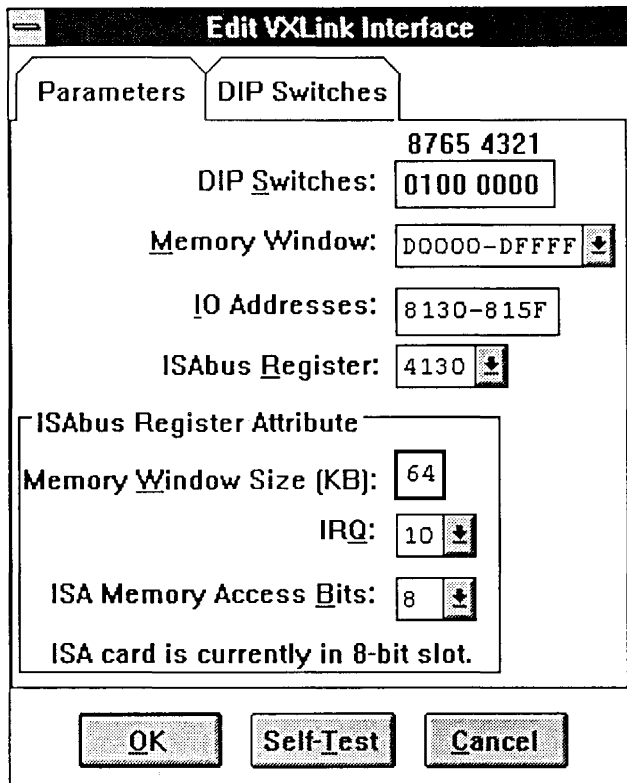 Edit VXLink Interface
Parameters DIP Switches
8765 4321
DIP Switches: 0100 0000
Memory Window: D0000-DFFFF
IO Addresses: 8130-815F
ISAbus Register: 4130
ISAbus Register Attribute
Memory Window Size (KB): 64
IRQ: 10
ISA Memory Access Bits: 8
ISA card is currently in 8-bit slot.
OK Self-Test Cancel